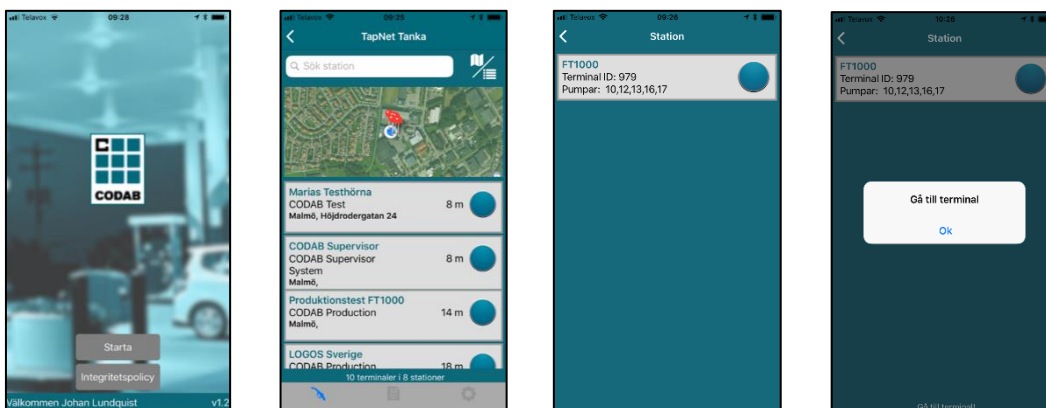 Telavox 09:28
C
CODAB
Starta
Integritetspolicy
Välkommen Johan Lundquist v1.2
Telavox 09:25
TapNet Tanka
Sök station
Marias Testhörna
CODAB Test 8 m
Malmö, Höjdrodergatan 24
CODAB Supervisor
CODAB Supervisor 8 m
System
Malmö,
Produktionstest FT1000
CODAB Production 14 m
Malmö,
LOGOS Sverige
CODAB Production 18 m
10 terminaler i 8 stationer
Telavox 09:26
Station
FT1000
Terminal ID: 979
Pumpar: 10,12,13,16,17
Telavox 10:26
Station
FT1000
Terminal ID: 979
Pumpar: 10,12,13,16,17
Gå till terminal
Ok
Gå till terminal!